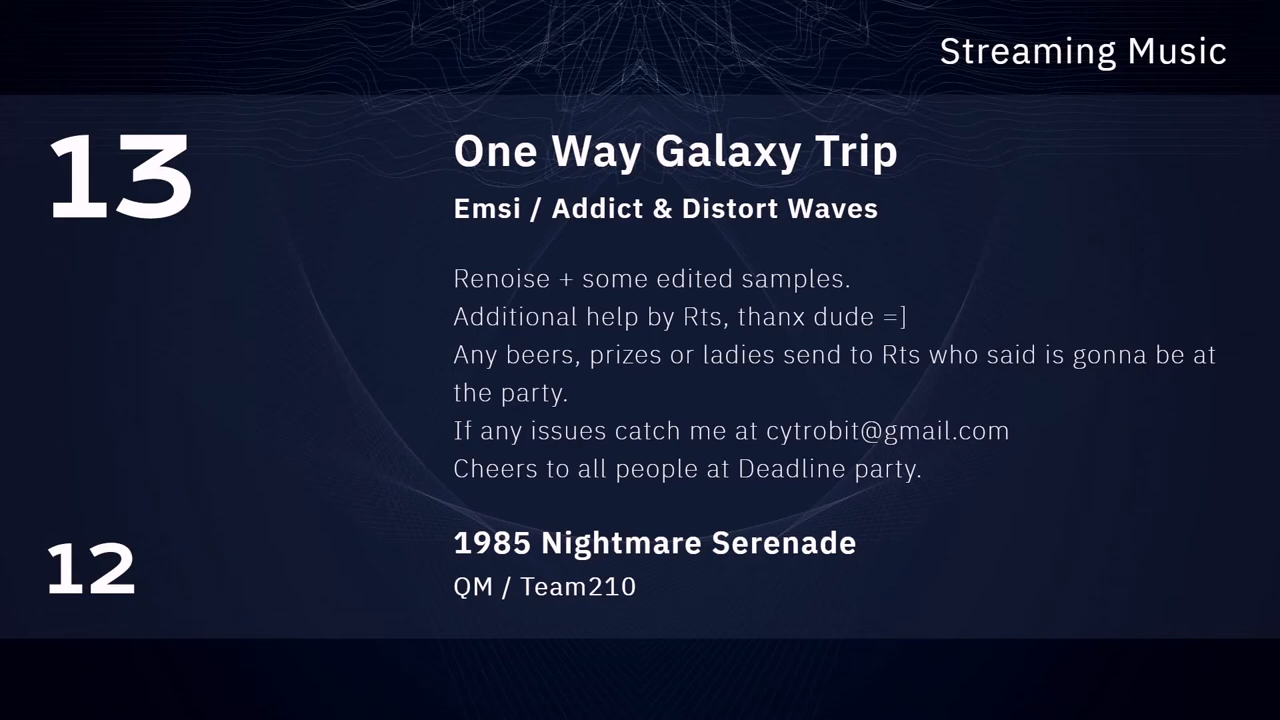 Streaming Music
13
One Way Galaxy Trip
Emsi / Addict & Distort Waves
Renoise + some edited samples.
Additional help by Rts, thanx dude =]
Any beers, prizes or ladies send to Rts who said is gonna be at
the party.
If any issues catch me at cytrobit@gmail.com
Cheers to all people at Deadline party.
12
1985 Nightmare Serenade
QM / Team210